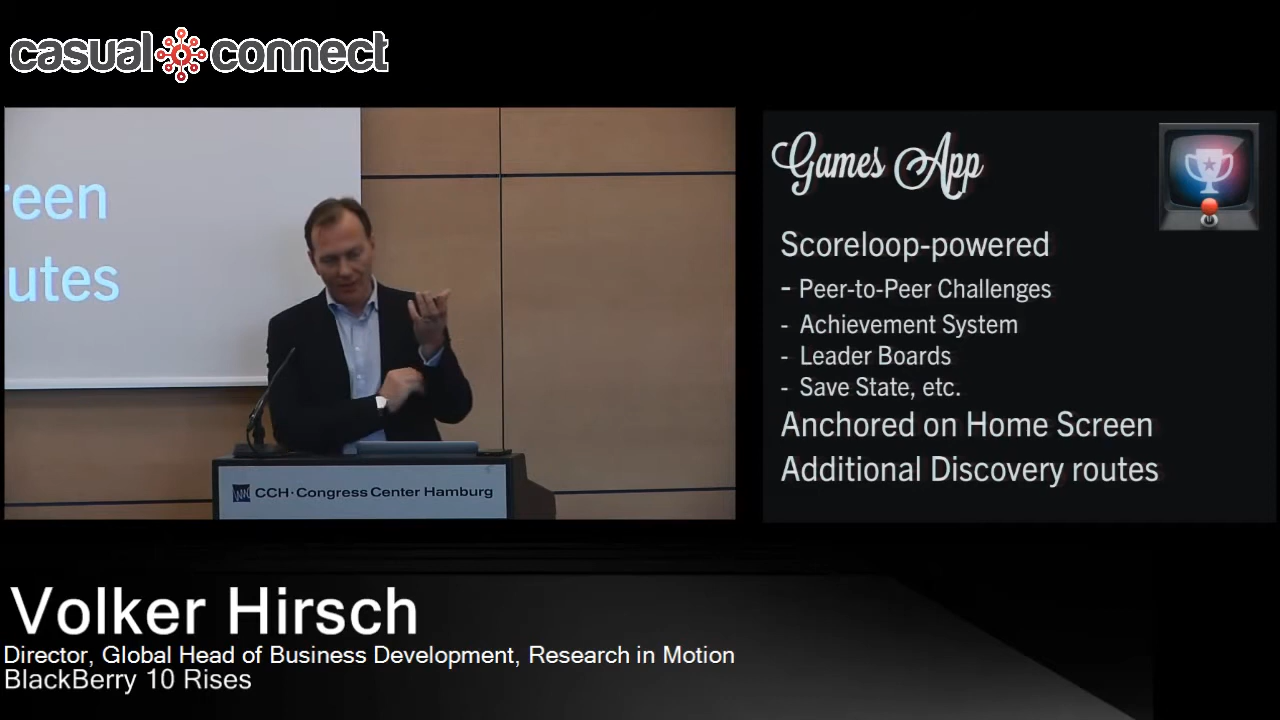 casual connect
reen
utes
CCH·Congress Center Hamburg
Games App
Scoreloop-powered
- Peer-to-Peer Challenges
- Achievement System
- Leader Boards
- Save State, etc.
Anchored on Home Screen
Additional Discovery routes
Volker Hirsch
Director, Global Head of Business Development, Research in Motion
BlackBerry 10 Rises